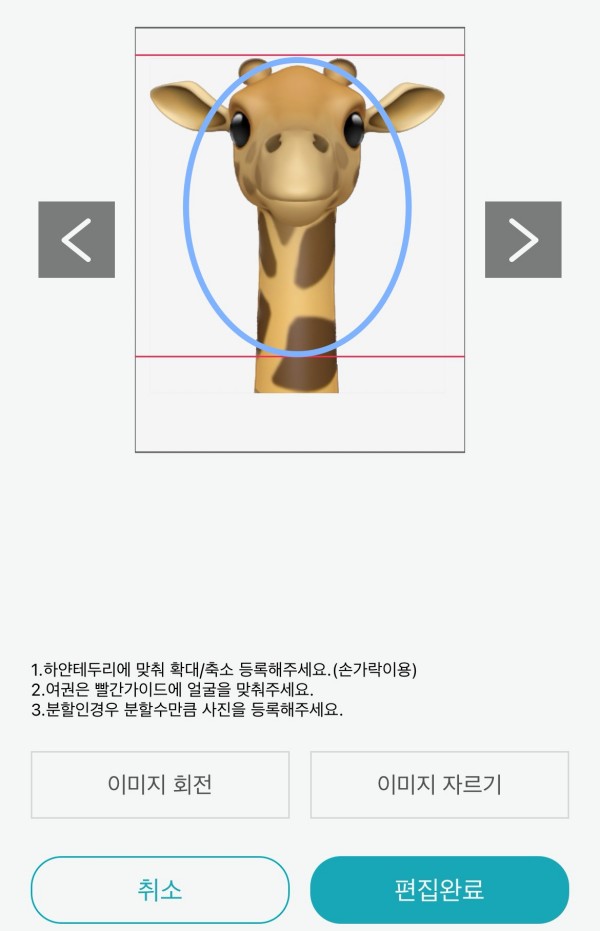 1.하얀테두리에 맞춰 확대/축소 등록해주세요.(손가락이용)
2.여권은 빨간가이드에 얼굴을 맞춰주세요.
3.분할인경우 분할수만큼 사진을 등록해주세요.
이미지 회전
이미지 자르기
취소
편집완료